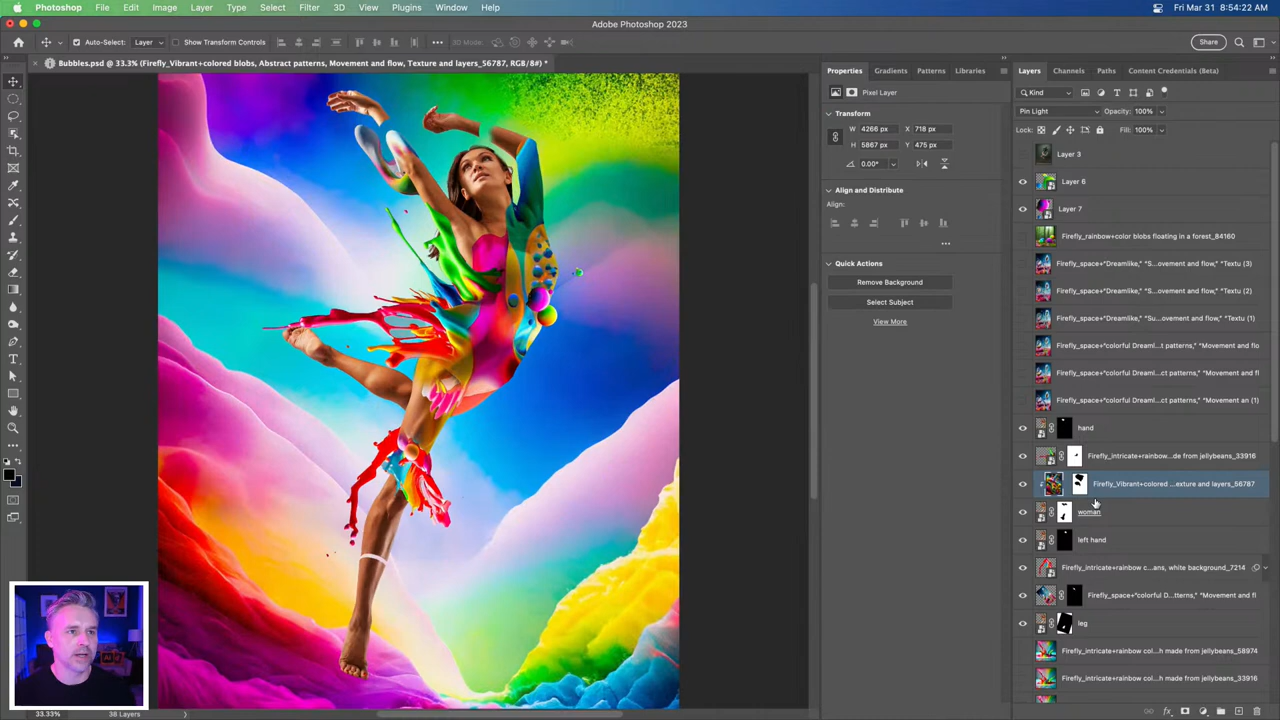 Photoshop File Edit Image Layer Type Select Filter 3D View Plugins Window Help Fri Mar 31 8:54:22 AM
Adobe Photoshop 2023
Auto-Select: Layer Show Transform Controls 3D Mode: Share
Bubbles.psd @ 33.3% (Firefly_Vibrant+colored blobs, Abstract patterns, Movement and flow, Texture and layers_56787, RGB/8#) *
Properties Gradients Patterns Libraries
Pixel Layer
Transform
W 4266 px X 718 px
H 5867 px Y 475 px
0.00°
Align and Distribute
Align:
Quick Actions
Remove Background
Select Subject
View More
Layers Channels Paths Content Credentials (Beta)
Kind
Pin Light Opacity: 100%
Lock: Fill: 100%
Layer 3
Layer 6
Layer 7
Firefly_rainbow+color blobs floating in a forest_84160
Firefly_space+"Dreamlike," "S...ovement and flow," "Textu (3)
Firefly_space+"Dreamlike," "S...ovement and flow," "Textu (2)
Firefly_space+"Dreamlike," "Su...ovement and flow," "Textu (1)
Firefly_space+"colorful Dreaml...ct patterns," "Movement and flo
Firefly_space+"colorful Dreaml...ct patterns," "Movement and fl
Firefly_space+"colorful Dreaml...ct patterns," "Movement an (1)
hand
Firefly_intricate+rainbow...de from jellybeans_33916
Firefly_Vibrant+colored ...exture and layers_56787
woman
left hand
Firefly_intricate+rainbow c...ans, white background_7214
Firefly_space+"colorful D...tterns," "Movement and fl
leg
Firefly_intricate+rainbow col...h made from jellybeans_58974
Firefly_intricate+rainbow col...h made from jellybeans_33916
33.33% 38 Layers